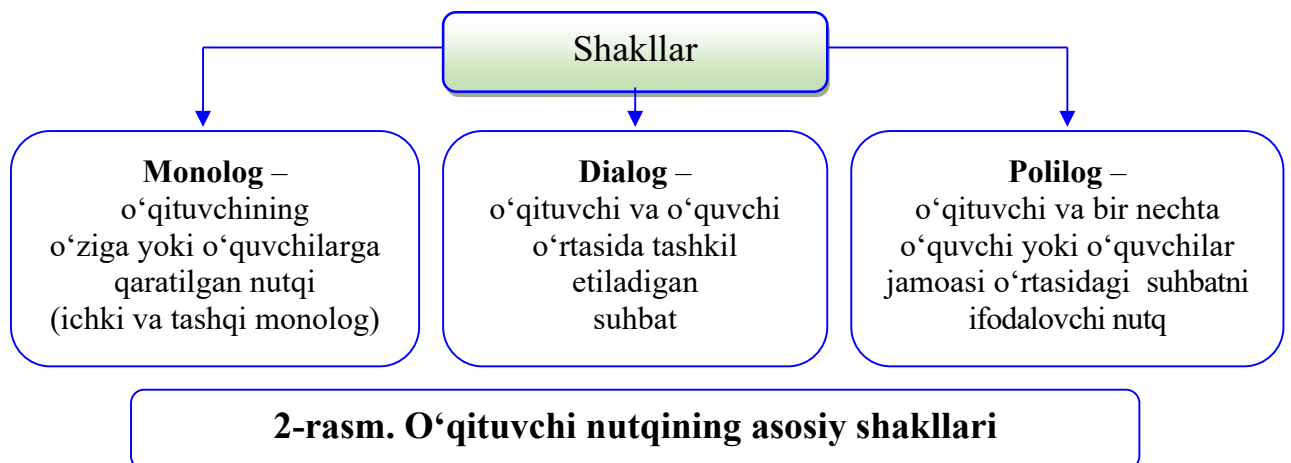 Shakllar
Monolog –
o‘qituvchining
o‘ziga yoki o‘quvchilarga
qaratilgan nutqi
(ichki va tashqi monolog)
Dialog –
o‘qituvchi va o‘quvchi
o‘rtasida tashkil
etiladigan
suhbat
Polilog –
o‘qituvchi va bir nechta
o‘quvchi yoki o‘quvchilar
jamoasi o‘rtasidagi suhbatni
ifodalovchi nutq
2-rasm. O‘qituvchi nutqining asosiy shakllari